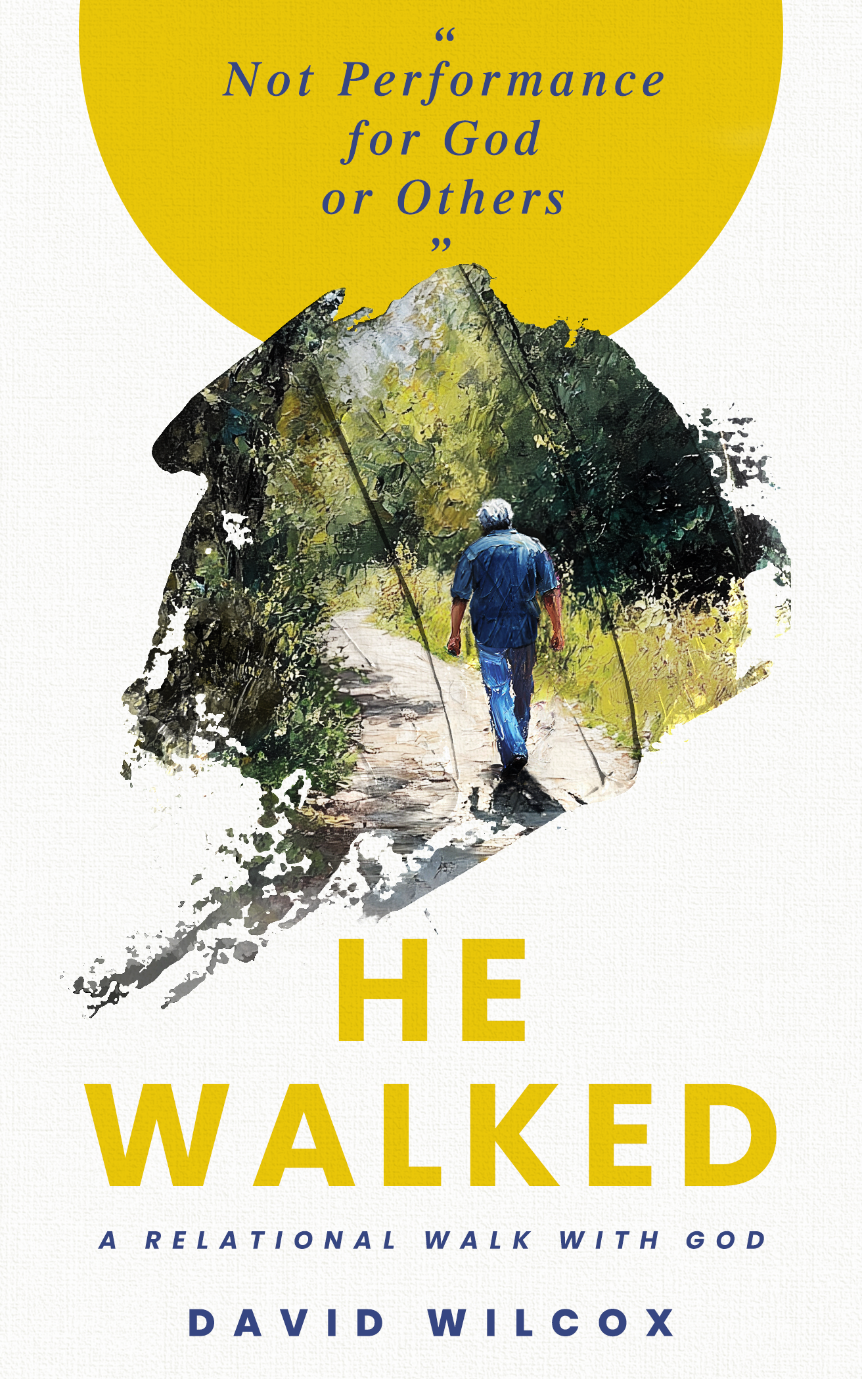 “
Not Performance
for God
or Others
”
HE
WALKED
A RELATIONAL WALK WITH GOD
DAVID WILCOX